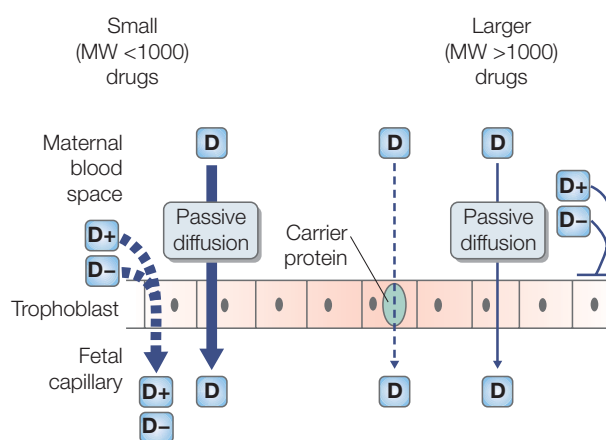 Small
(MW <1000)
drugs
Larger
(MW >1000)
drugs
Maternal
blood
space
D
D
D
D+
D−
Passive
diffusion
Carrier
protein
Passive
diffusion
D+
D−
Trophoblast
Fetal
capillary
D+
D−
D
D
D